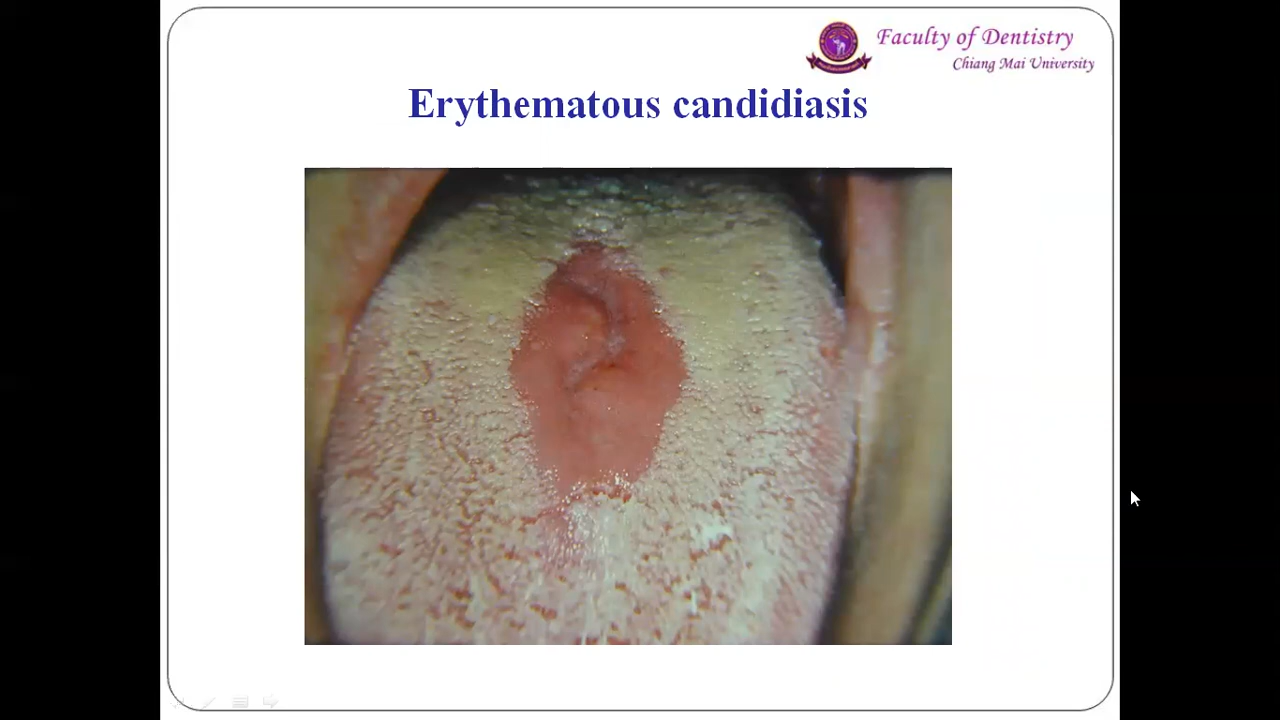 Faculty of Dentistry
Chiang Mai University
Erythematous candidiasis